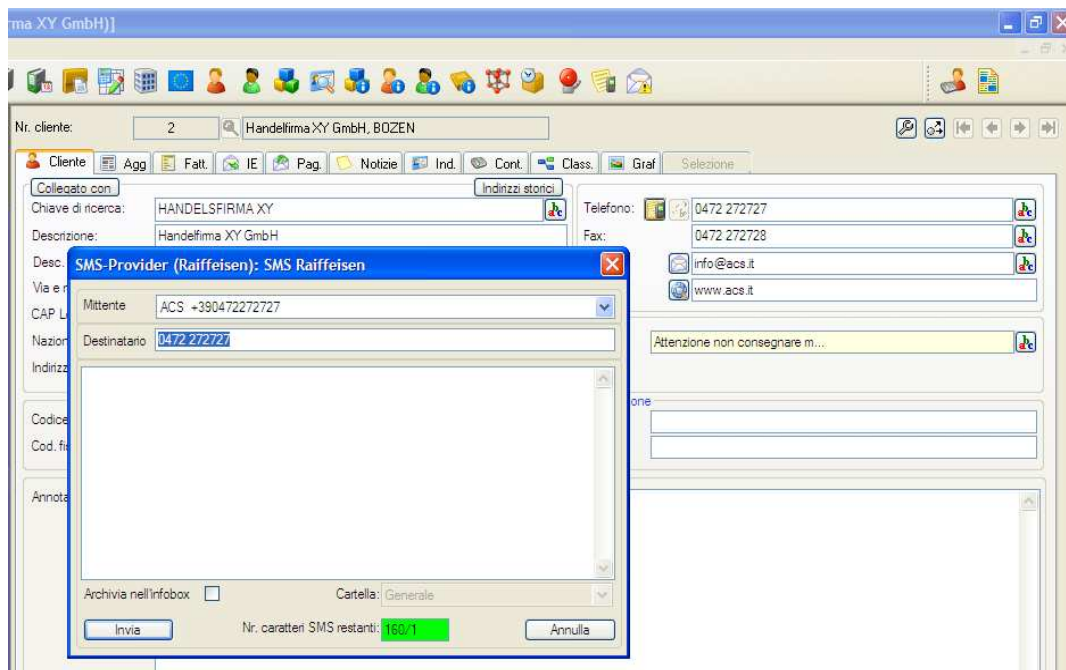 rma XY GmbH)]
Nr. cliente: 2 Handelfirma XY GmbH, BOZEN
Cliente Agg Fatt. IE Pag. Notizie Ind. Cont. Class. Graf Selezione
Collegato con Indirizzi storici
Chiave di ricerca: HANDELSFIRMA XY
Telefono: 0472 272727
Descrizione: Handelfirma XY GmbH
Fax: 0472 272728
Desc.
info@acs.it
Via e n
www.acs.it
CAP L
Nazion
Attenzione non consegnare m...
Indirizz
one
Codice
Cod. fis
Annota
SMS-Provider (Raiffeisen): SMS Raiffeisen
Mittente ACS +390472272727
Destinatario 0472 272727
Archivia nell'infobox Cartella: Generale
Invia Nr. caratteri SMS restanti: 160/1 Annulla